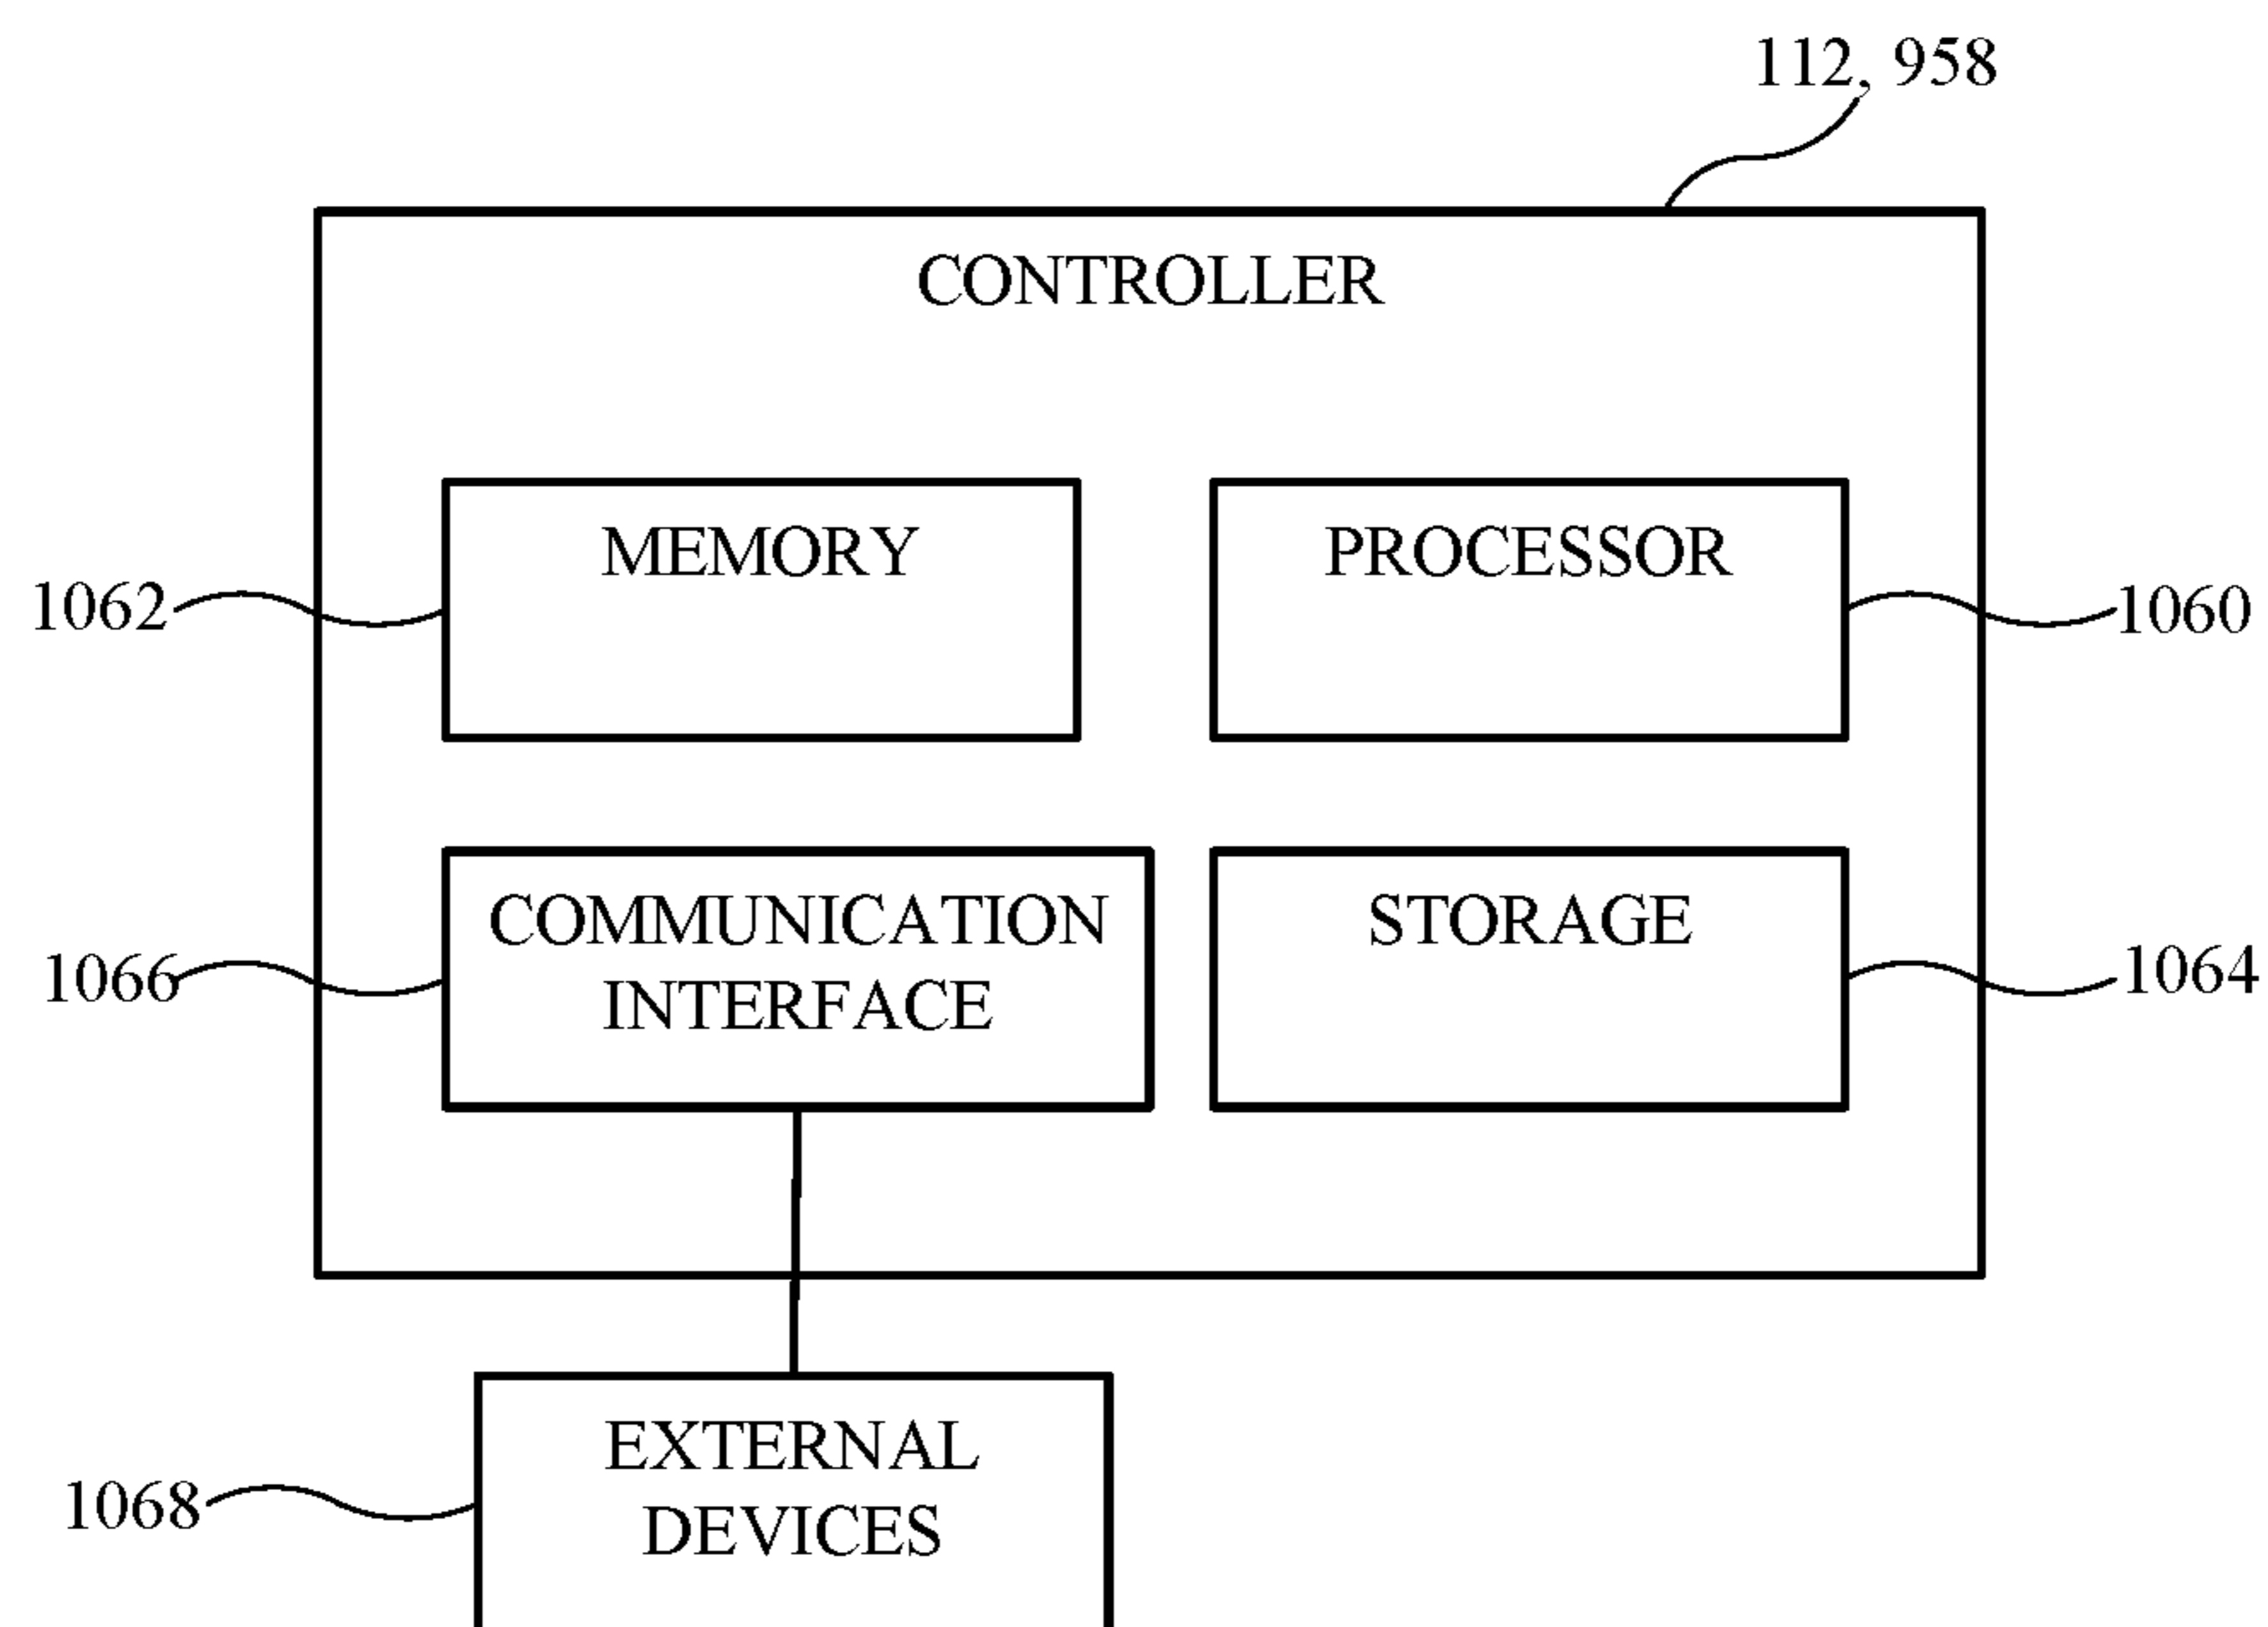 112, 958
CONTROLLER
MEMORY
PROCESSOR
1062
1060
COMMUNICATION
INTERFACE
STORAGE
1066
1064
EXTERNAL
DEVICES
1068